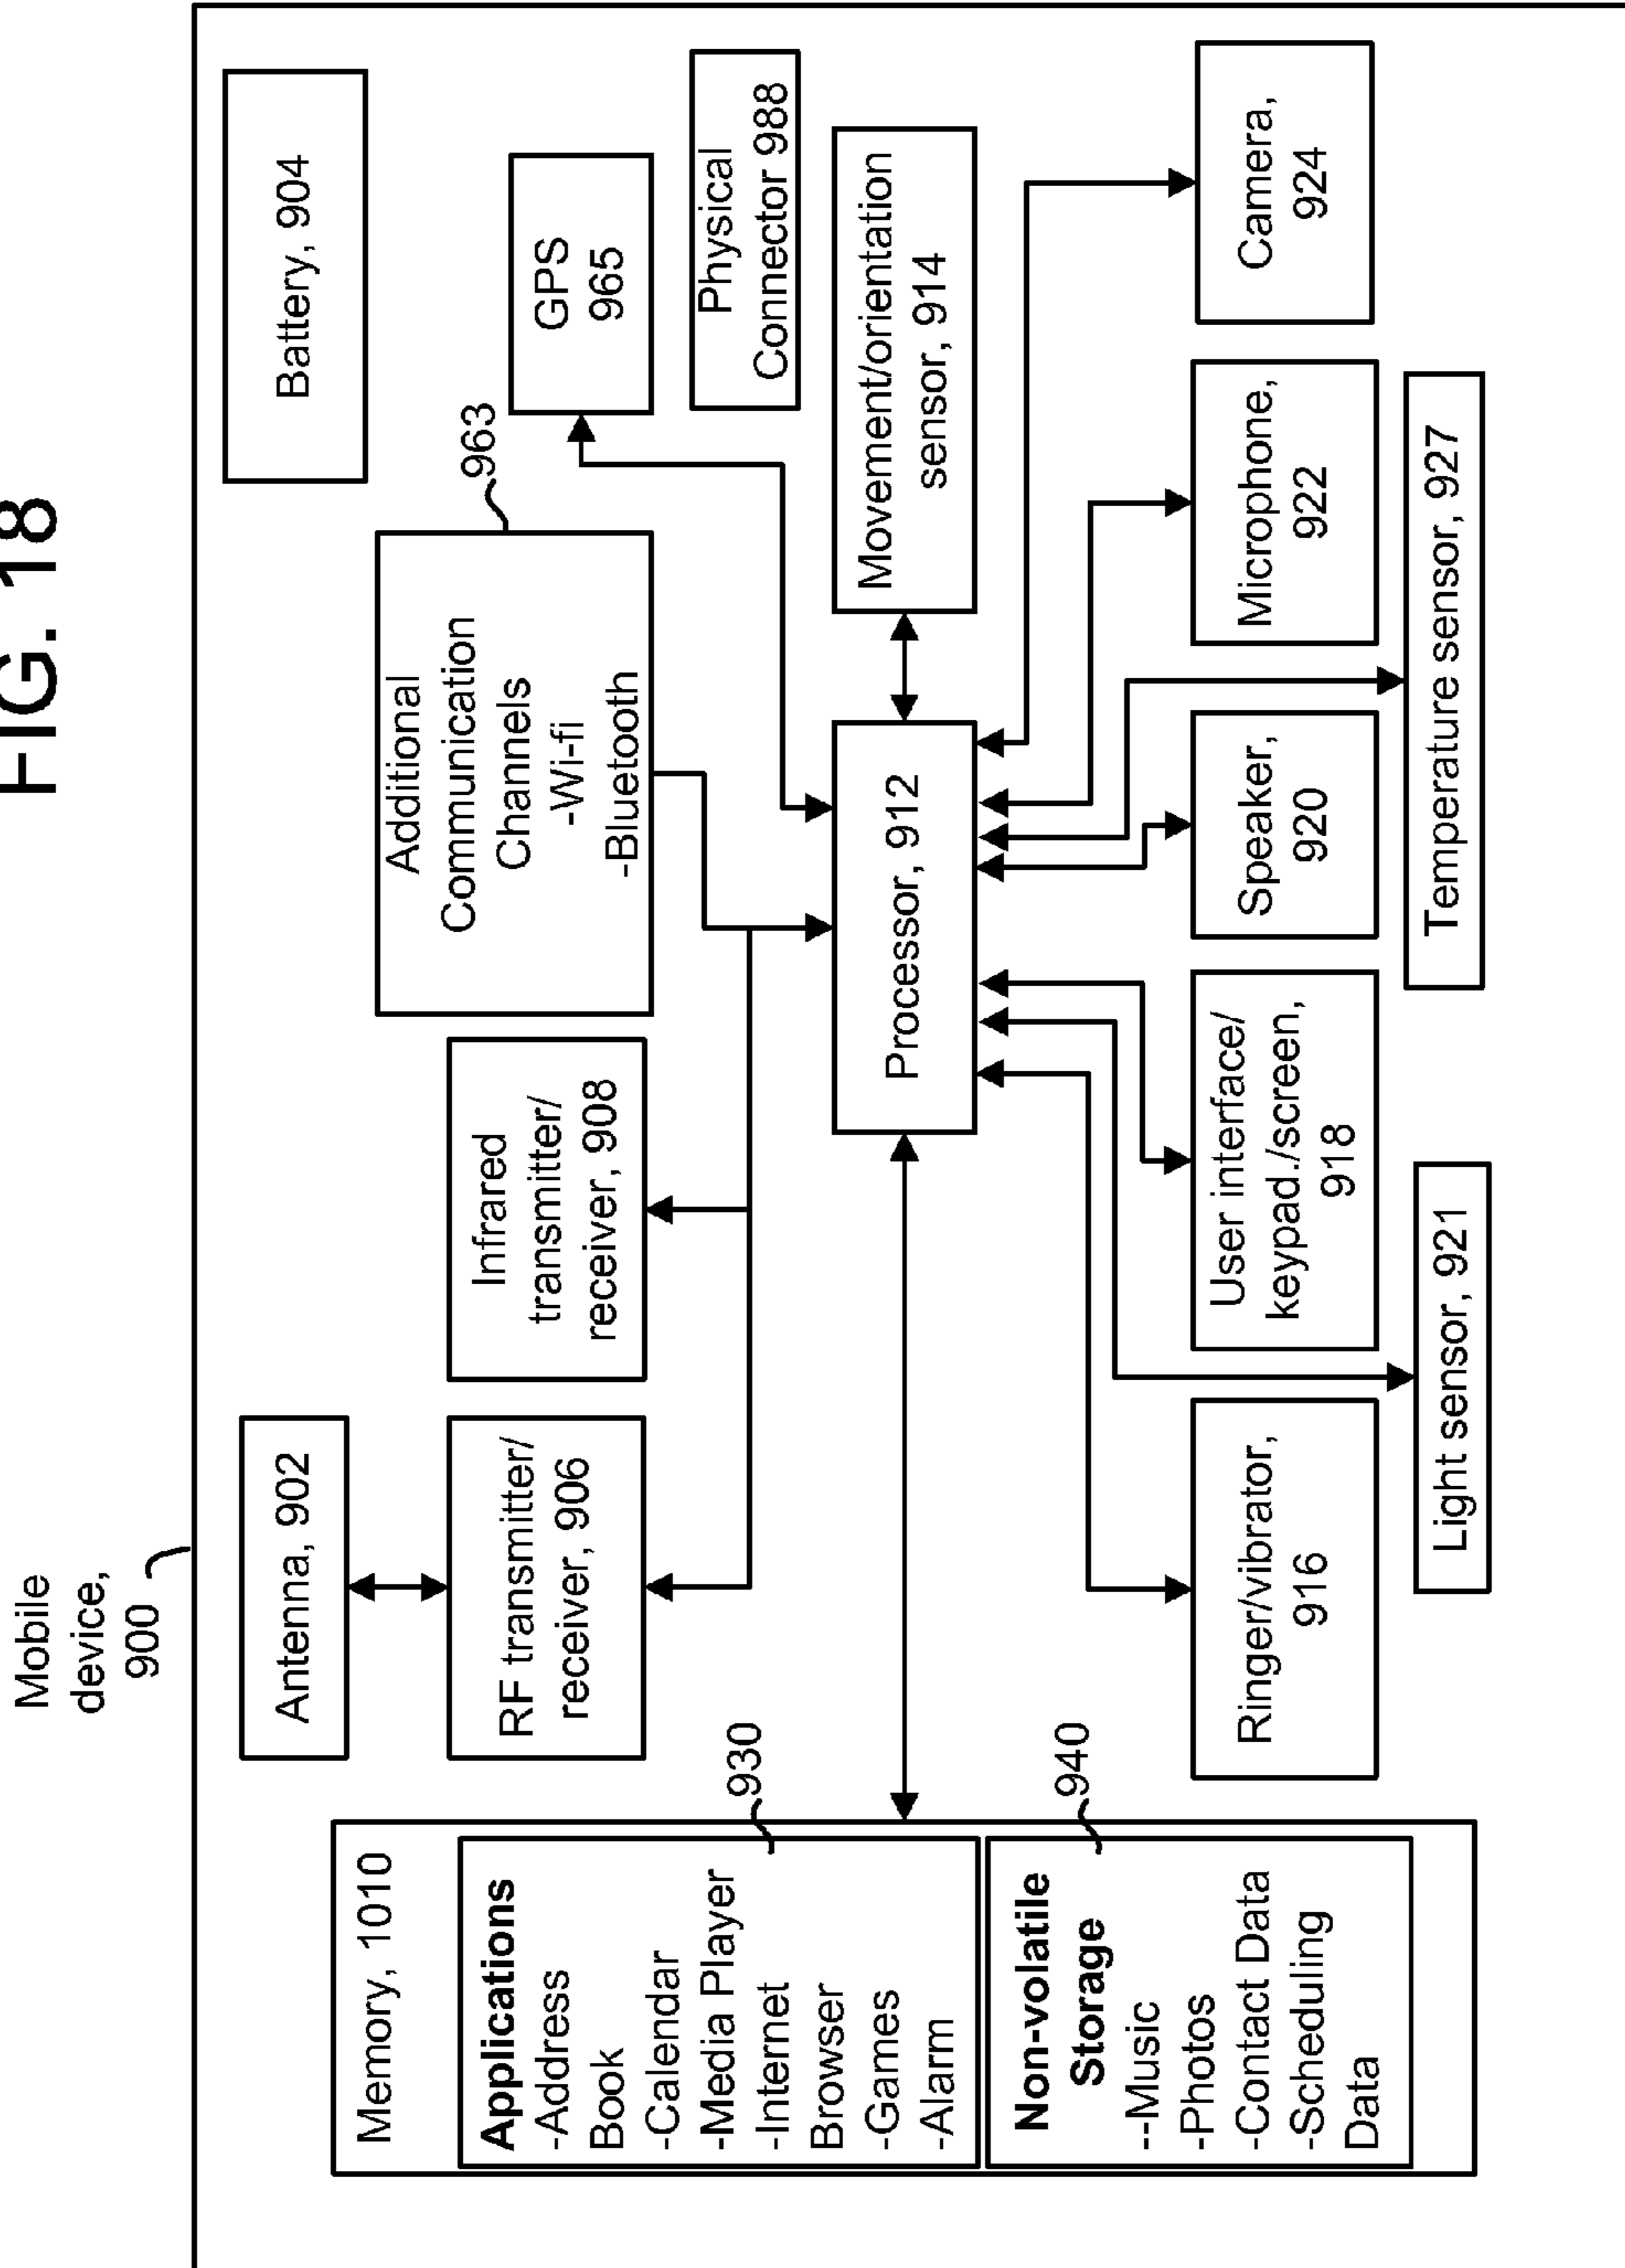 FIG. 18
Mobile
device,
900
Memory, 1010
Applications
-Address
Book
-Calendar
-Media Player
-Internet
Browser
-Games
-Alarm
930
Non-volatile
Storage
--Music
-Photos
-Contact Data
-Scheduling
Data
940
Antenna, 902
RF transmitter/
receiver, 906
Infrared
transmitter/
receiver, 908
Additional
Communication
Channels
-Wi-fi
-Bluetooth
963
Battery, 904
GPS
965
Physical
Connector 988
Processor, 912
Movement/orientation
sensor, 914
Ringer/vibrator,
916
Light sensor, 921
User interface/
keypad./screen,
918
Speaker,
920
Temperature sensor, 927
Microphone,
922
Camera,
924